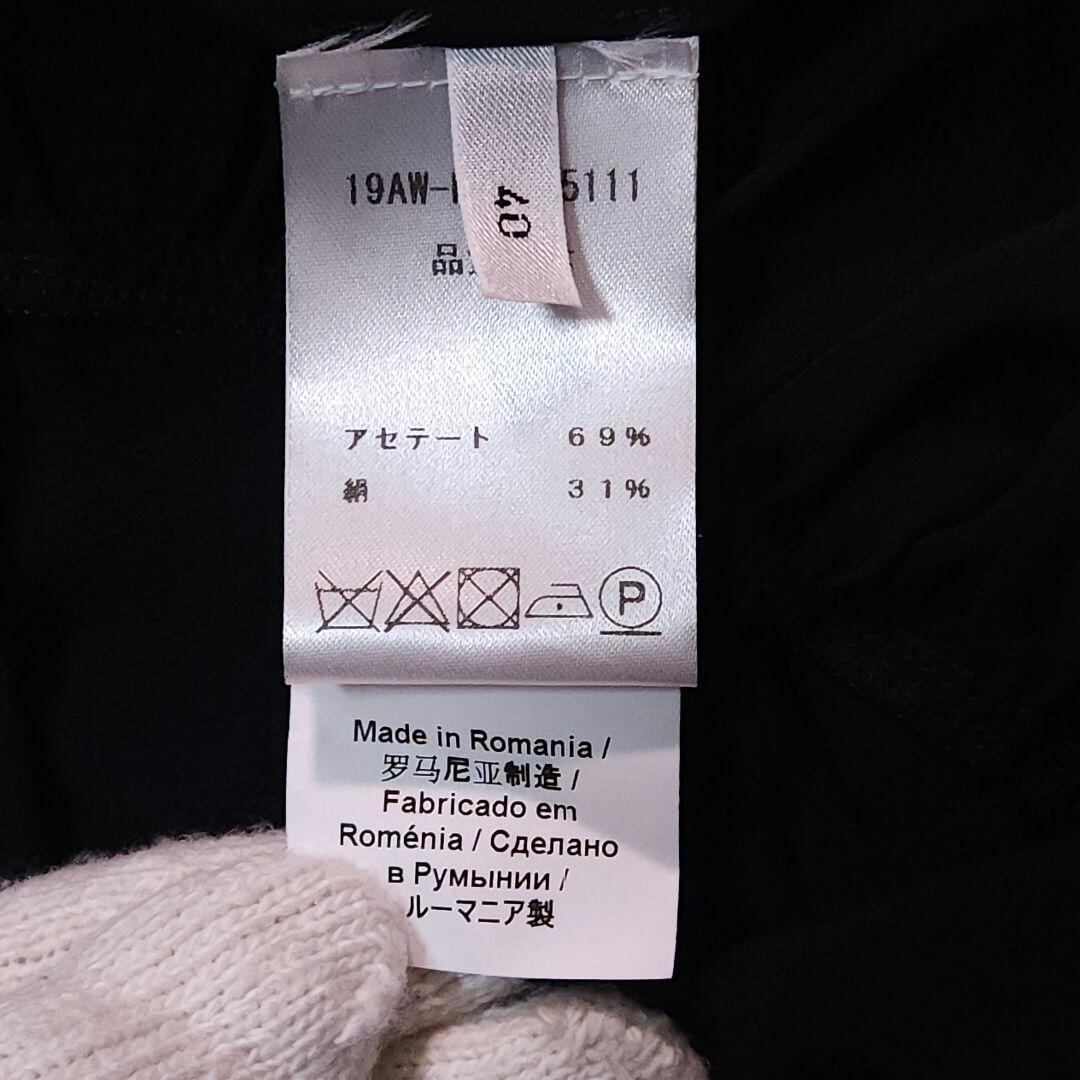 19AW- 5111
40
品
アセテート 69%
絹 31%
P
Made in Romania /
罗马尼亚制造 /
Fabricado em
Roménia / Сделано
в Румынии /
ルーマニア製